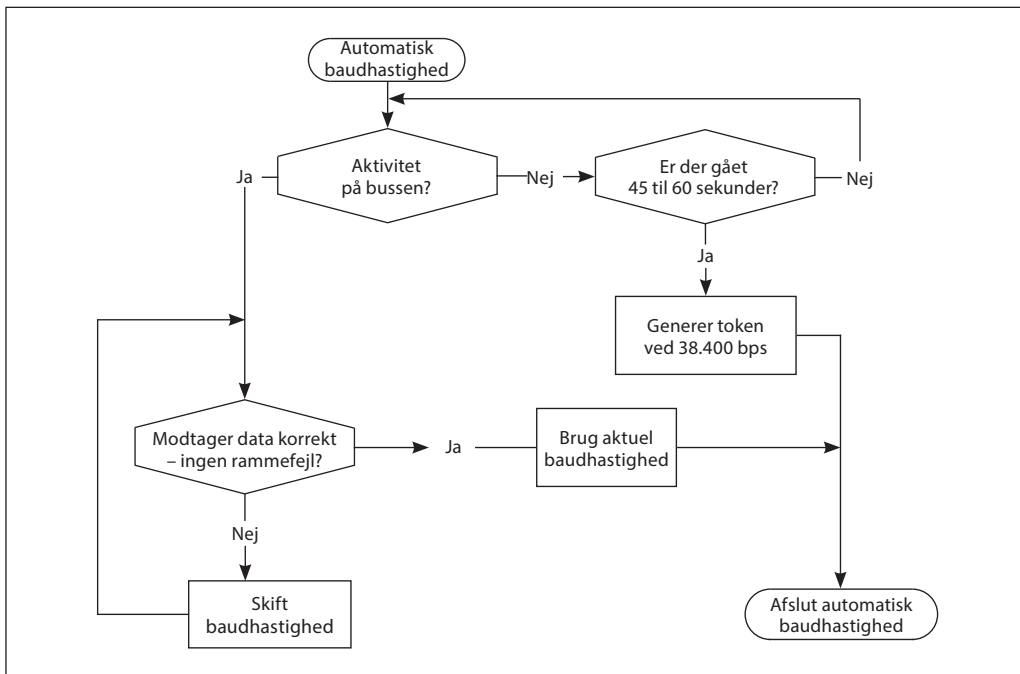 Automatisk
baudhastighed
Aktivitet
på bussen?
Ja
Nej
Er der gået
45 til 60 sekunder?
Nej
Ja
Generer token
ved 38.400 bps
Modtager data korrekt
– ingen rammefejl?
Ja
Brug aktuel
baudhastighed
Nej
Skift
baudhastighed
Afslut automatisk
baudhastighed